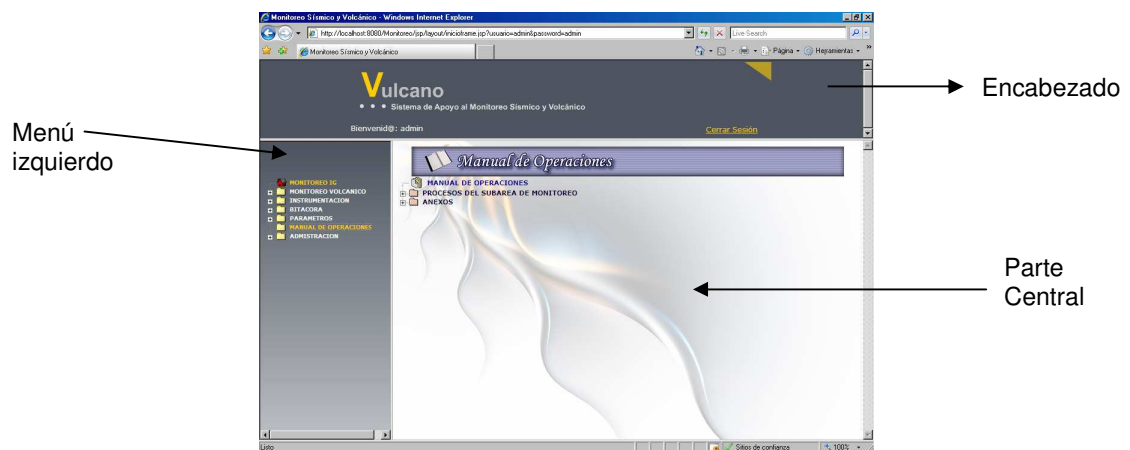 Monitoreo Sísmico y Volcánico - Windows Internet Explorer
http://localhost:8080/Monitoreo/jsp/layout/inicioframe.jsp?usuario=admin&password=admin
Live Search
Monitoreo Sísmico y Volcánico
Página
Herramientas
Vulcano
Sistema de Apoyo al Monitoreo Sísmico y Volcánico
Bienvenid@: admin
Cerrar Sesión
Encabezado
Menú
izquierdo
MONITOREO IG
MONITOREO VOLCANICO
INSTRUMENTACION
BITACORA
PARAMETROS
MANUAL DE OPERACIONES
ADMISTRACION
Manual de Operaciones
MANUAL DE OPERACIONES
PROCESOS DEL SUBAREA DE MONITOREO
ANEXOS
Parte
Central
Listo
Sitios de confianza
100%